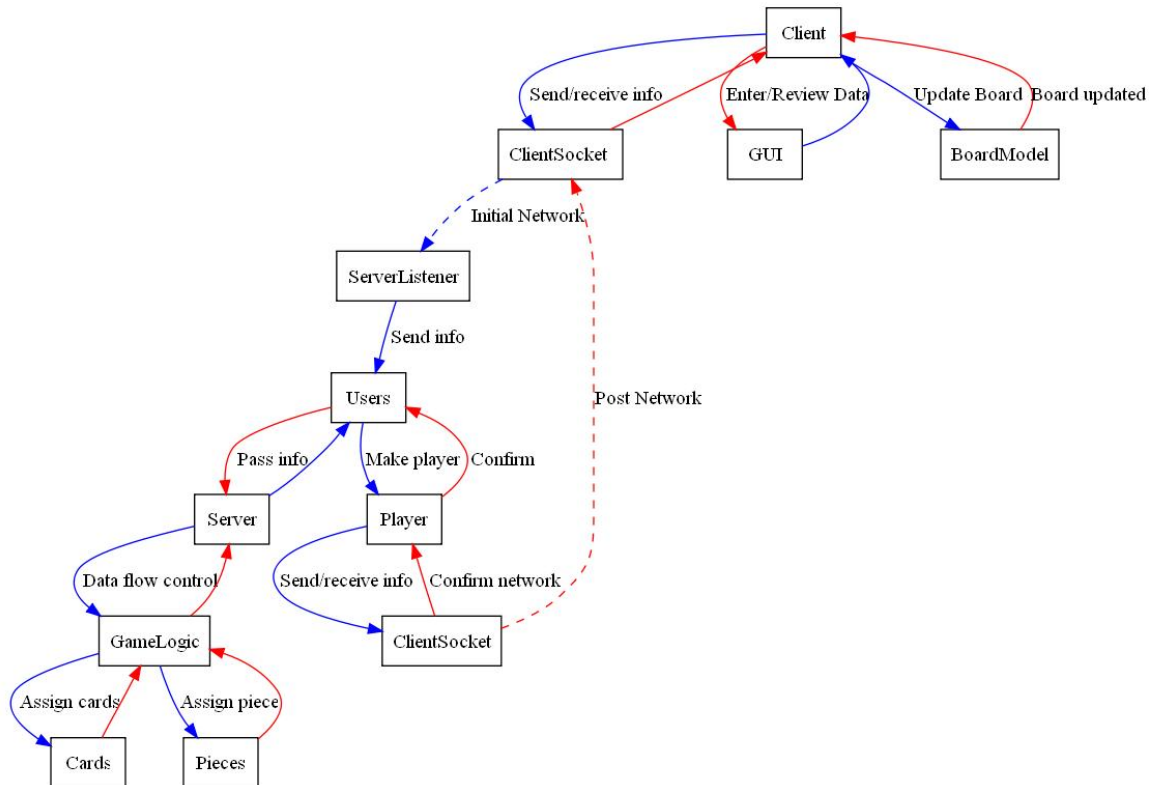 Client
Send/receive info
Enter/Review Data
Update Board
Board updated
ClientSocket
GUI
BoardModel
Initial Network
ServerListener
Send info
Users
Post Network
Pass info
Make player
Confirm
Server
Player
Data flow control
Send/receive info
Confirm network
GameLogic
ClientSocket
Assign cards
Assign piece
Cards
Pieces